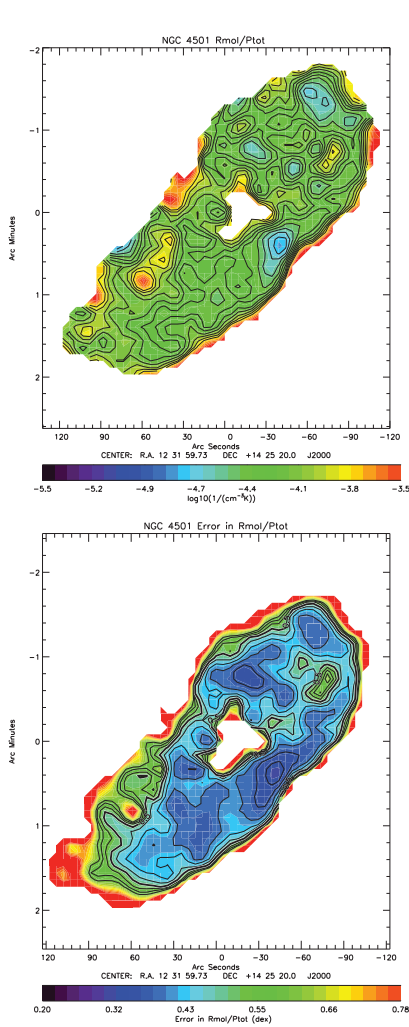 NGC 4501 Rmol/Ptot
-2
-1
0
1
2
Arc Minutes
120 90 60 30 0 -30 -60 -90 -120
Arc Seconds
CENTER: R.A. 12 31 59.73 DEC +14 25 20.0 J2000
-5.5 -5.2 -4.9 -4.7 -4.4 -4.1 -3.8 -3.5
log10(1/(cm⁻³K))
NGC 4501 Error in Rmol/Ptot
-2
-1
0
1
2
Arc Minutes
120 90 60 30 0 -30 -60 -90 -120
Arc Seconds
CENTER: R.A. 12 31 59.73 DEC +14 25 20.0 J2000
0.20 0.32 0.43 0.55 0.66 0.78
Error in Rmol/Ptot (dex)